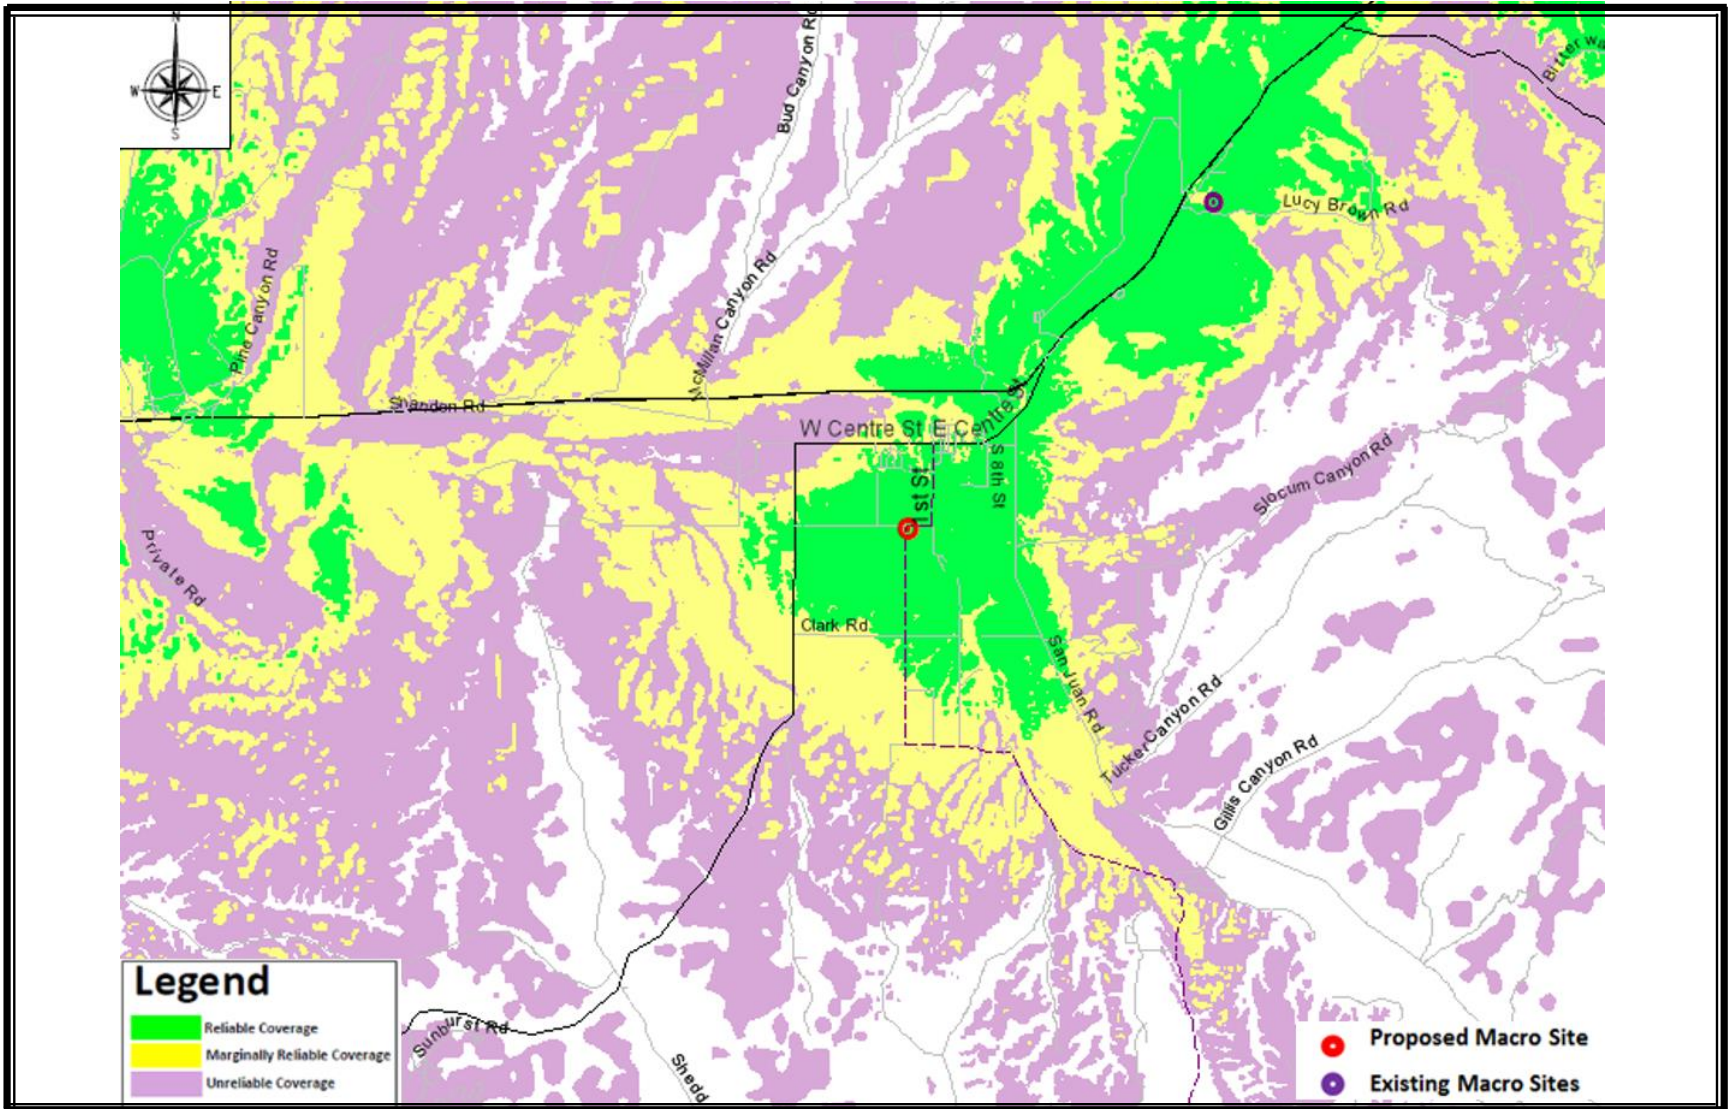 N
W E
S
Bud Canyon Rd
Lucy Brown Rd
Pine Canyon Rd
McMillan Canyon Rd
Shandon Rd
W Centre St E Centre St
1st St
S 8th St
Slocum Canyon Rd
Private Rd
Clark Rd
San Juan Rd
Tucker Canyon Rd
Gillis Canyon Rd
Sunburst Rd
Shedd
Legend
Reliable Coverage
Marginally Reliable Coverage
Unreliable Coverage
Proposed Macro Site
Existing Macro Sites